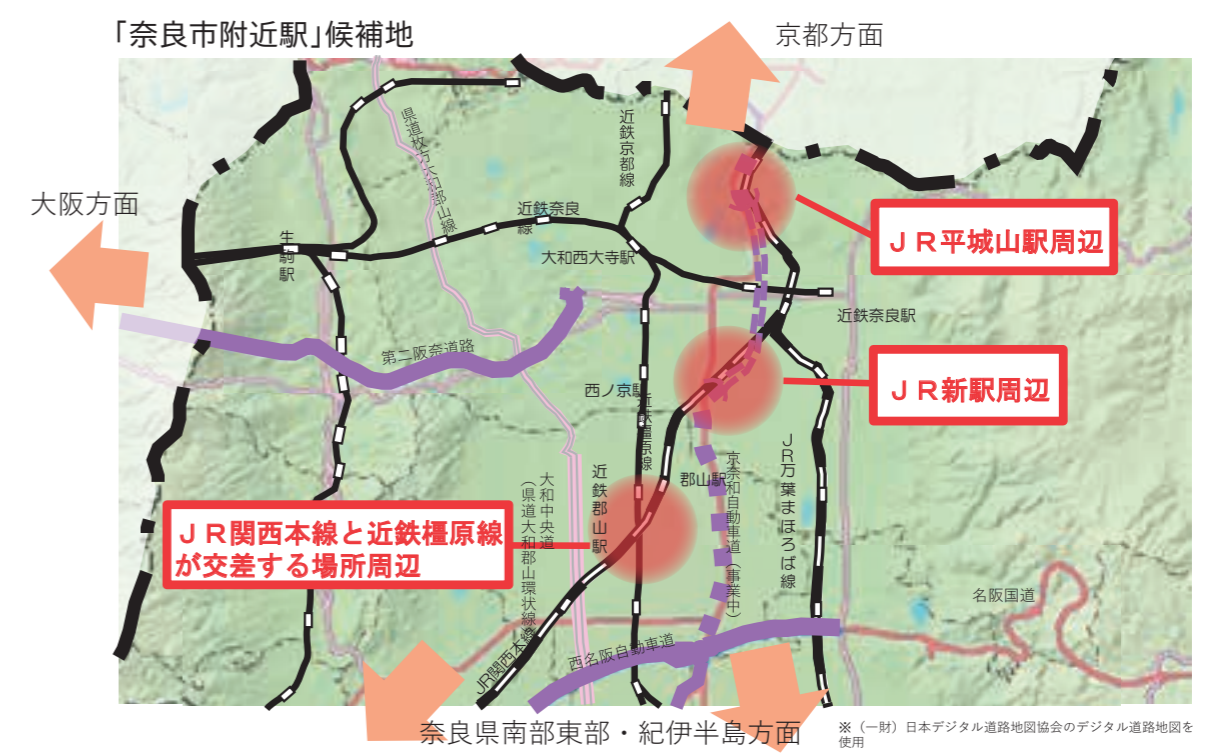 「奈良市附近駅」候補地
京都方面
大阪方面
県道枚方大和郡山線
近鉄京都線
近鉄奈良
線
生駒駅
大和西大寺駅
ＪＲ平城山駅周辺
近鉄奈良駅
第二阪奈道路
西ノ京駅
近鉄橿原線
ＪＲ新駅周辺
郡山駅
京奈和自動車道（事業中）
ＪＲ万葉まほろば線
近鉄郡山駅
大和中央道
（県道大和郡山環状線）
ＪＲ関西本線と近鉄橿原線
が交差する場所周辺
名阪国道
西名阪自動車道
JR関西本線
奈良県南部東部・紀伊半島方面
※（一財）日本デジタル道路地図協会のデジタル道路地図を
使用